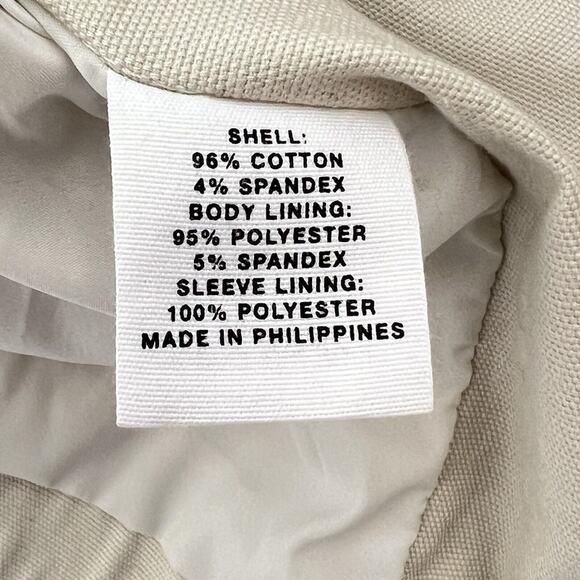 SHELL:
96% COTTON
4% SPANDEX
BODY LINING:
95% POLYESTER
5% SPANDEX
SLEEVE LINING:
100% POLYESTER
MADE IN PHILIPPINES